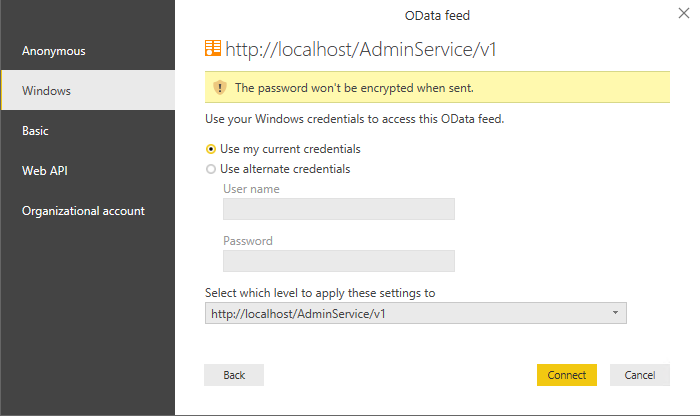 OData feed
Anonymous
Windows
Basic
Web API
Organizational account
http://localhost/AdminService/v1
The password won't be encrypted when sent.
Use your Windows credentials to access this OData feed.
Use my current credentials
Use alternate credentials
User name
Password
Select which level to apply these settings to
http://localhost/AdminService/v1
Back
Connect
Cancel